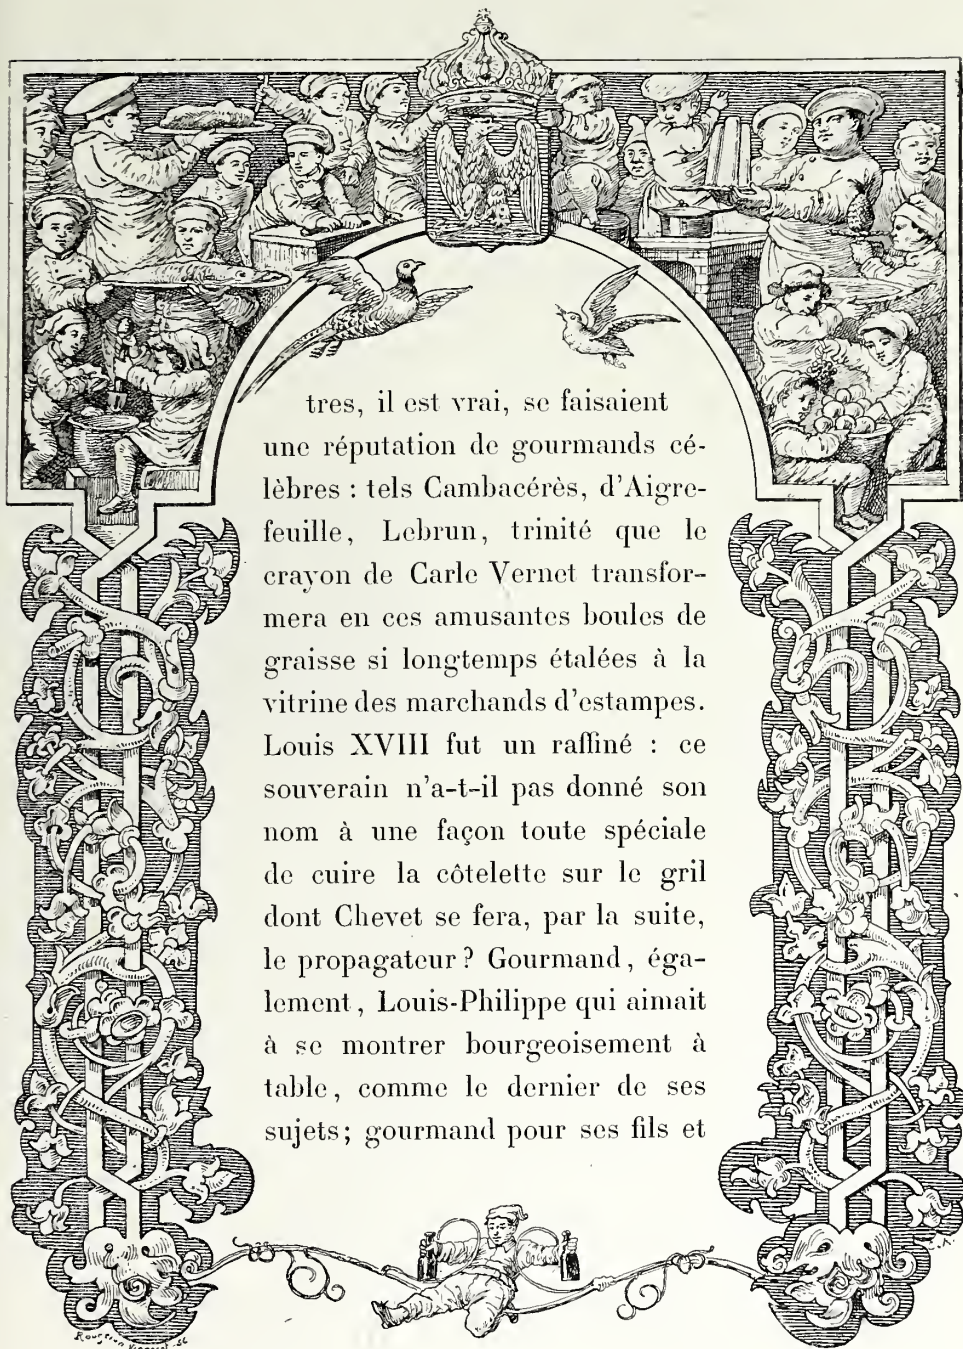 tres, il est vrai, se faisaient
une réputation de gourmands cé-
lèbres : tels Cambacérès, d'Aigre-
feuille, Lebrun, trinité que le
crayon de Carle Vernet transfor-
mera en ces amusantes boules de
graisse si longtemps étalées à la
vitrine des marchands d'estampes.
Louis XVIII fut un raffiné : ce
souverain n'a-t-il pas donné son
nom à une façon toute spéciale
de cuire la côtelette sur le gril
dont Chevet se fera, par la suite,
le propagateur? Gourmand, éga-
lement, Louis-Philippe qui aimait
à se montrer bourgeoisement à
table, comme le dernier de ses
sujets; gourmand pour ses fils et